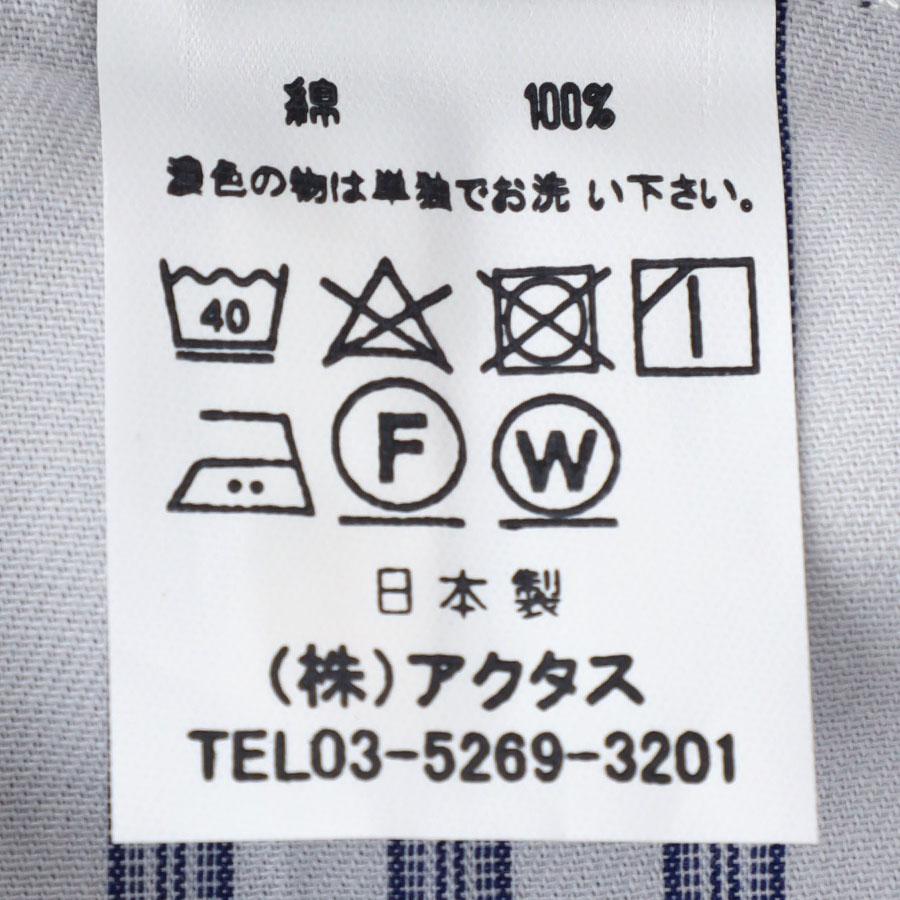 綿 100%
濃色の物は単独でお洗い下さい。
40
F W
日本製
(株)アクタス
TEL03-5269-3201